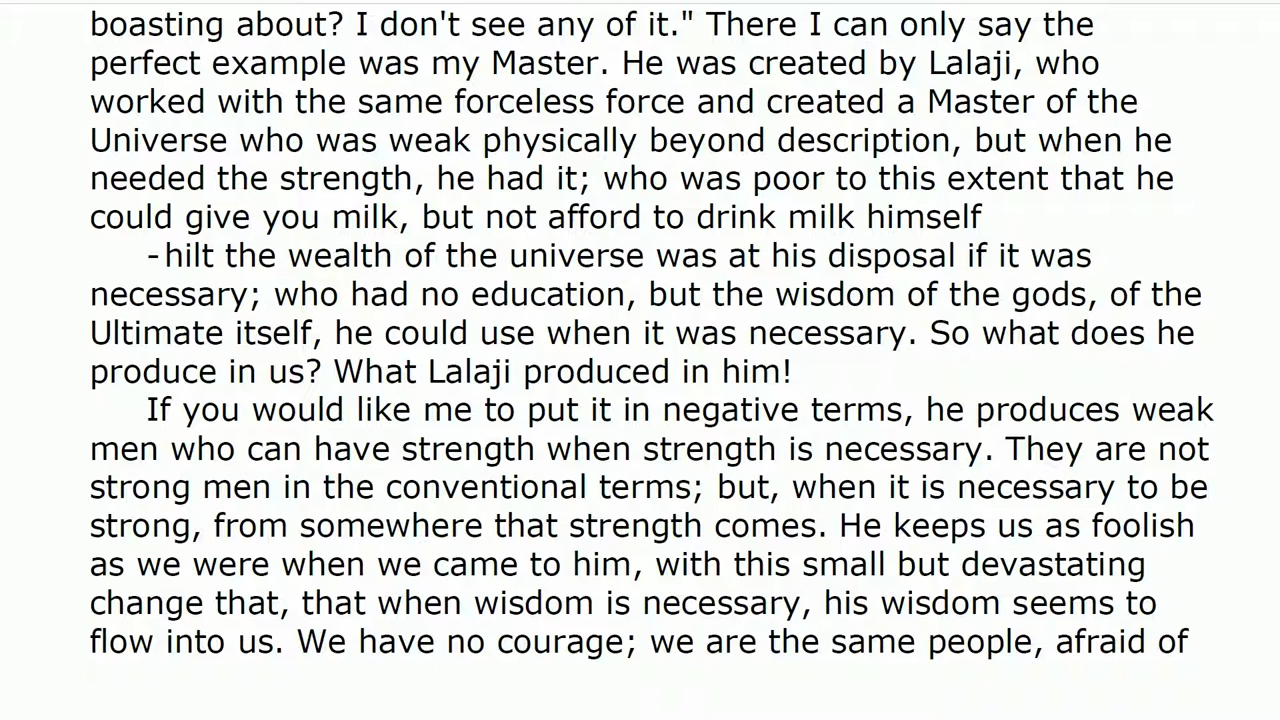 boasting about? I don't see any of it." There I can only say the
perfect example was my Master. He was created by Lalaji, who
worked with the same forceless force and created a Master of the
Universe who was weak physically beyond description, but when he
needed the strength, he had it; who was poor to this extent that he
could give you milk, but not afford to drink milk himself
-hilt the wealth of the universe was at his disposal if it was
necessary; who had no education, but the wisdom of the gods, of the
Ultimate itself, he could use when it was necessary. So what does he
produce in us? What Lalaji produced in him!
If you would like me to put it in negative terms, he produces weak
men who can have strength when strength is necessary. They are not
strong men in the conventional terms; but, when it is necessary to be
strong, from somewhere that strength comes. He keeps us as foolish
as we were when we came to him, with this small but devastating
change that, that when wisdom is necessary, his wisdom seems to
flow into us. We have no courage; we are the same people, afraid of